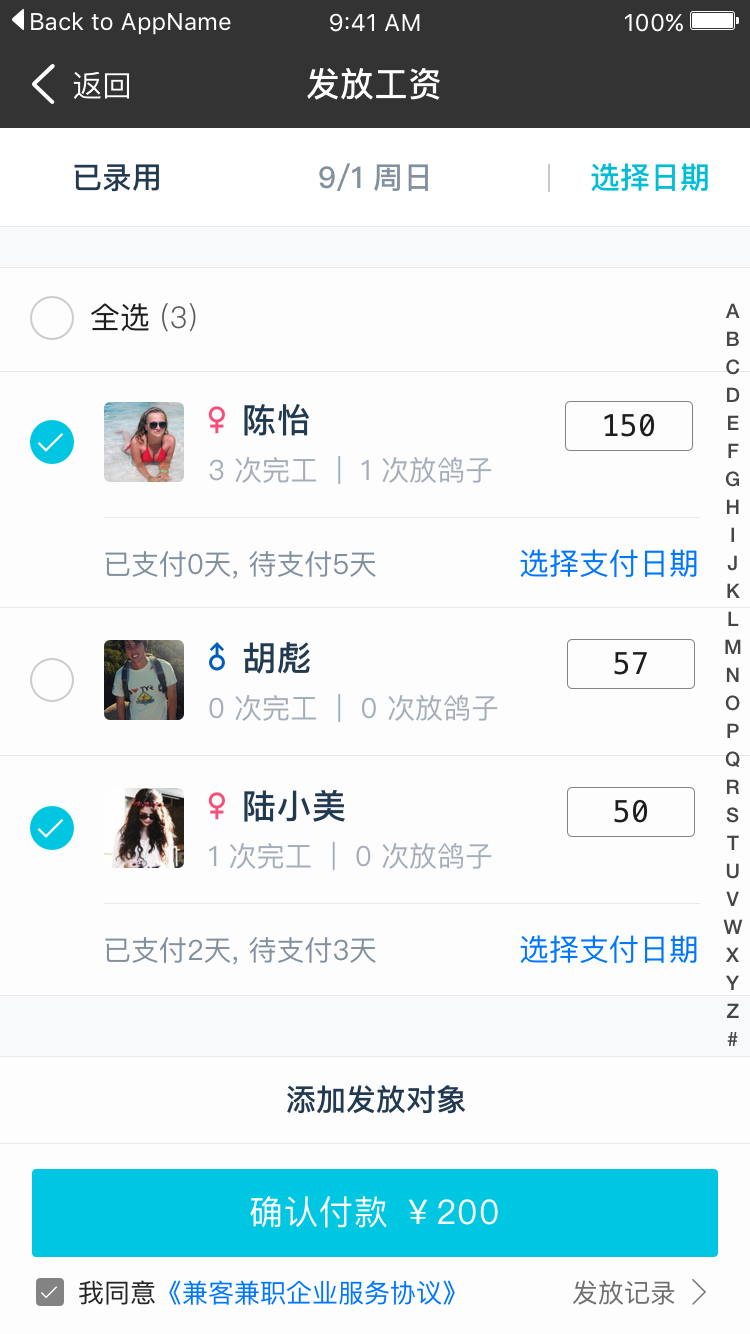 Back to AppName 9:41 AM 100%
返回 发放工资
已录用 9/1 周日 选择日期
全选 (3)
陈怡 150
3 次完工 | 1 次放鸽子
已支付0天, 待支付5天 选择支付日期
胡彪 57
0 次完工 | 0 次放鸽子
陆小美 50
1 次完工 | 0 次放鸽子
已支付2天, 待支付3天 选择支付日期
A
B
C
D
E
F
G
H
I
J
K
L
M
N
O
P
Q
R
S
T
U
V
W
X
Y
Z
#
添加发放对象
确认付款 ¥ 200
我同意《兼客兼职企业服务协议》 发放记录